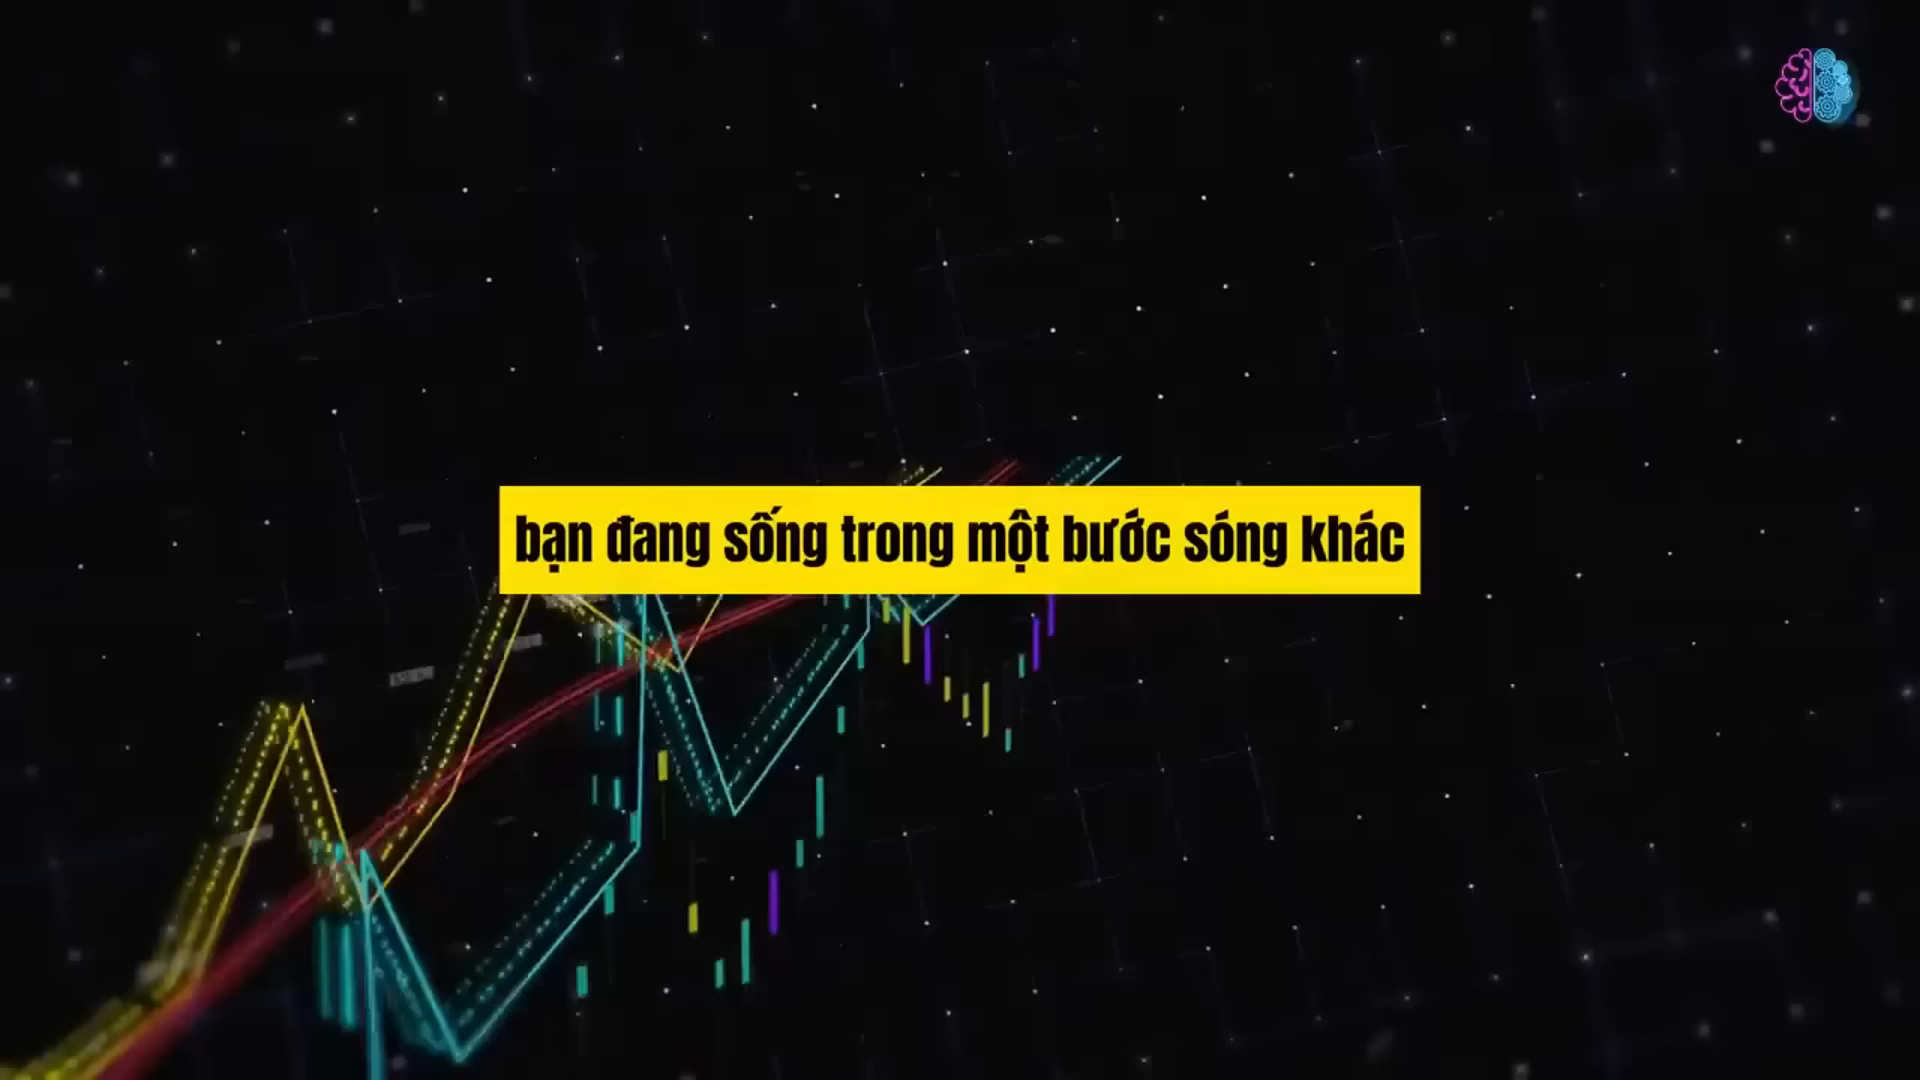 bạn đang sống trong một bước sóng khác